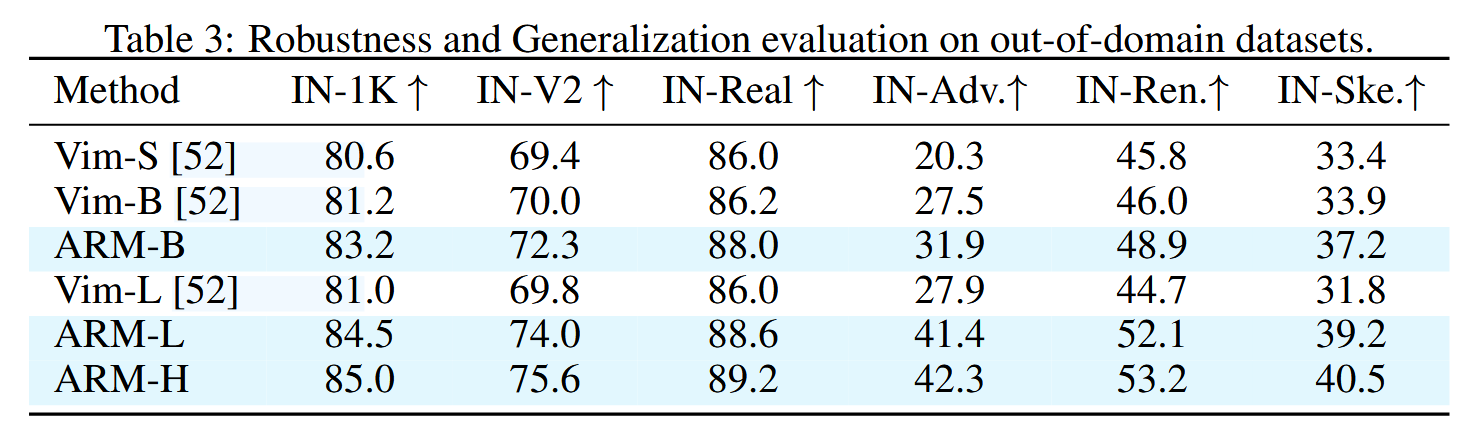 Table 3: Robustness and Generalization evaluation on out-of-domain datasets.
Method IN-1K ↑ IN-V2 ↑ IN-Real ↑ IN-Adv.↑ IN-Ren.↑ IN-Ske.↑
Vim-S [52] 80.6 69.4 86.0 20.3 45.8 33.4
Vim-B [52] 81.2 70.0 86.2 27.5 46.0 33.9
ARM-B 83.2 72.3 88.0 31.9 48.9 37.2
Vim-L [52] 81.0 69.8 86.0 27.9 44.7 31.8
ARM-L 84.5 74.0 88.6 41.4 52.1 39.2
ARM-H 85.0 75.6 89.2 42.3 53.2 40.5